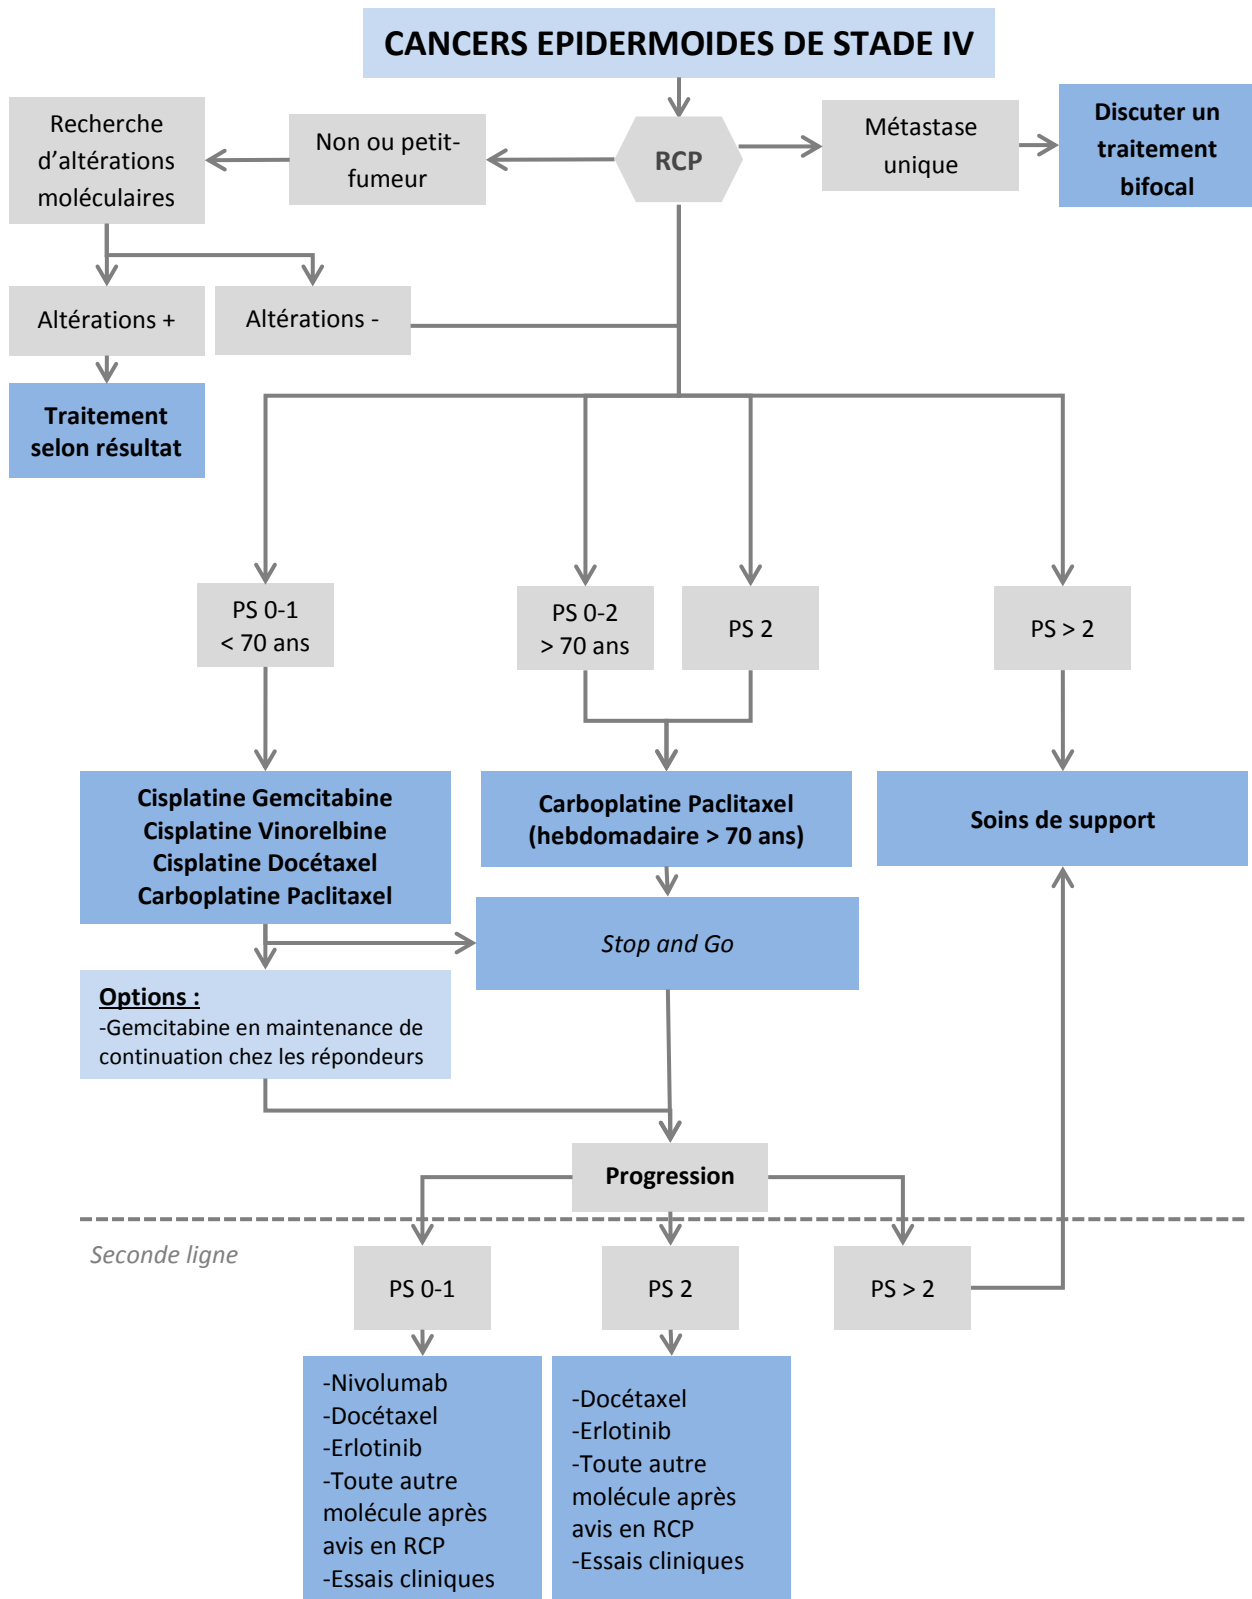 CANCERS EPIDERMOIDES DE STADE IV
Recherche
d'altérations
moléculaires
Non ou petit-
fumeur
RCP
Métastase
unique
Discuter un
traitement
bifocal
Altérations +
Altérations -
Traitement
selon résultat
PS 0-1
< 70 ans
PS 0-2
> 70 ans
PS 2
PS > 2
Cisplatine Gemcitabine
Cisplatine Vinorelbine
Cisplatine Docétaxel
Carboplatine Paclitaxel
Carboplatine Paclitaxel
(hebdomadaire > 70 ans)
Soins de support
Stop and Go
Options :
-Gemcitabine en maintenance de
continuation chez les répondeurs
Progression
Seconde ligne
PS 0-1
PS 2
PS > 2
-Nivolumab
-Docétaxel
-Erlotinib
-Toute autre
molécule après
avis en RCP
-Essais cliniques
-Docétaxel
-Erlotinib
-Toute autre
molécule après
avis en RCP
-Essais cliniques